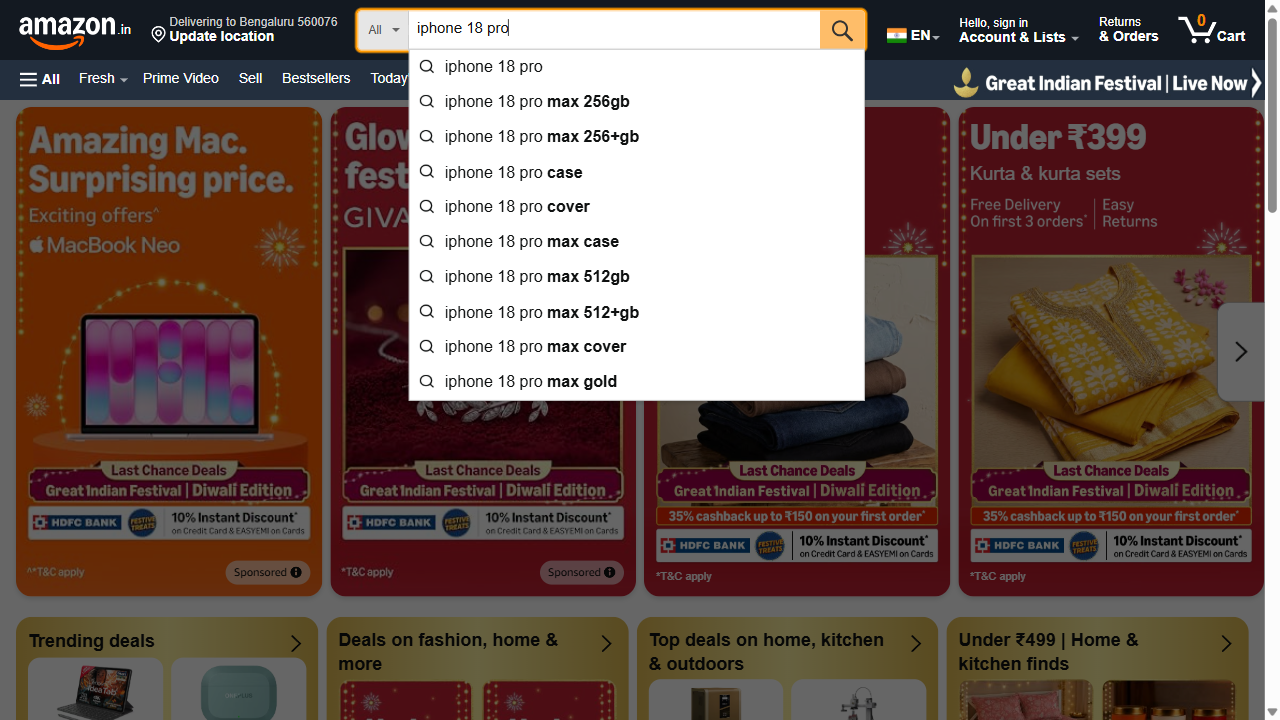 amazon.in
Delivering to Bengaluru 560076
Update location
All
iphone 18 pro
EN
Hello, sign in
Account & Lists
Returns
& Orders
0
Cart
All
Fresh
Prime Video
Sell
Bestsellers
Today
Great Indian Festival | Live Now
iphone 18 pro
iphone 18 pro max 256gb
iphone 18 pro max 256+gb
iphone 18 pro case
iphone 18 pro cover
iphone 18 pro max case
iphone 18 pro max 512gb
iphone 18 pro max 512+gb
iphone 18 pro max cover
iphone 18 pro max gold
Amazing Mac.
Surprising price.
Exciting offers^
MacBook Neo
Last Chance Deals
Great Indian Festival | Diwali Edition
HDFC BANK
FESTIVE TREATS
10% Instant Discount*
on Credit Card & EASYEMI on Cards
^*T&C apply
Sponsored
Glow
fest
GIVA
Last Chance Deals
Great Indian Festival | Diwali Edition
HDFC BANK
FESTIVE TREATS
10% Instant Discount*
on Credit Card & EASYEMI on Cards
*T&C apply
Sponsored
Last Chance Deals
Great Indian Festival | Diwali Edition
35% cashback up to ₹150 on your first order*
HDFC BANK
FESTIVE TREATS
10% Instant Discount*
on Credit Card & EASYEMI on Cards
*T&C apply
Under ₹399
Kurta & kurta sets
Free Delivery
On first 3 orders*
Easy
Returns
Last Chance Deals
Great Indian Festival | Diwali Edition
35% cashback up to ₹150 on your first order*
HDFC BANK
FESTIVE TREATS
10% Instant Discount*
on Credit Card & EASYEMI on Cards
*T&C apply
Trending deals
Deals on fashion, home &
more
Top deals on home, kitchen
& outdoors
Under ₹499 | Home &
kitchen finds